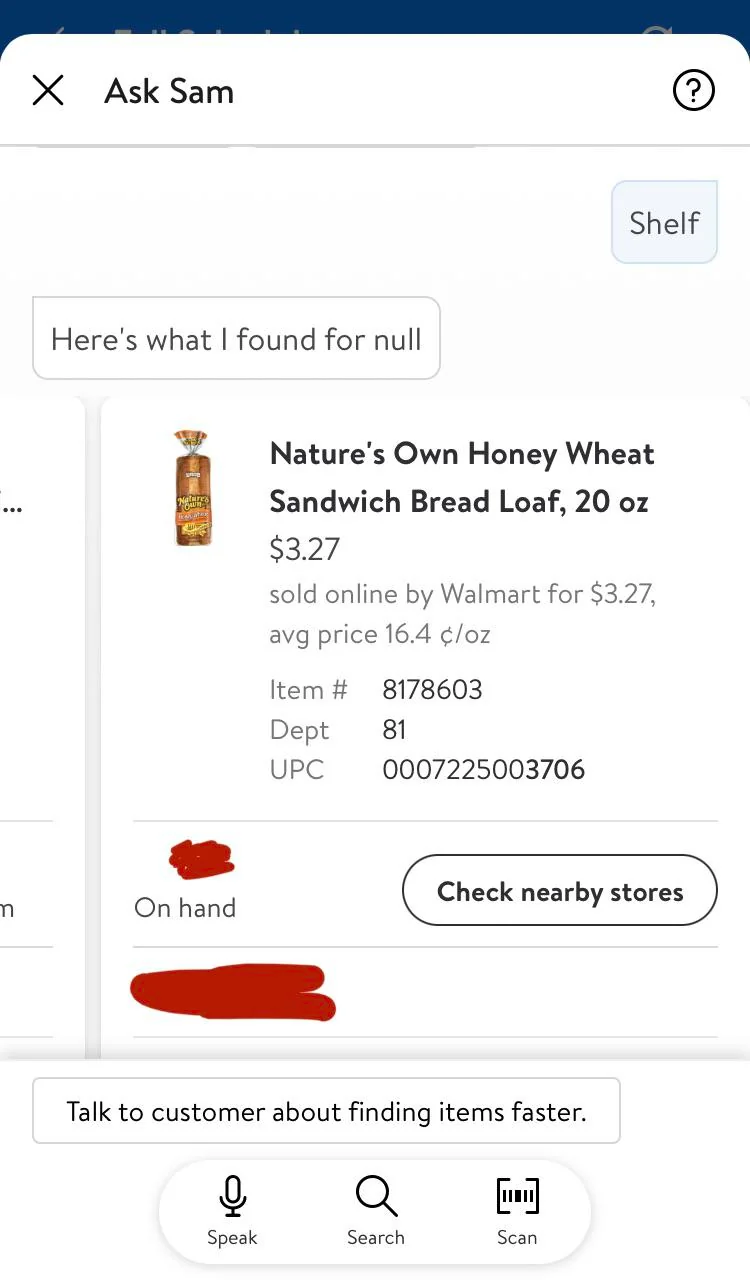 Ask Sam
?
Shelf
Here's what I found for null
...
Nature's Own Honey Wheat
Sandwich Bread Loaf, 20 oz
$3.27
sold online by Walmart for $3.27,
avg price 16.4 ¢/oz
Item # 8178603
Dept 81
UPC 0007225003706
On hand
Check nearby stores
Talk to customer about finding items faster.
Speak
Search
Scan